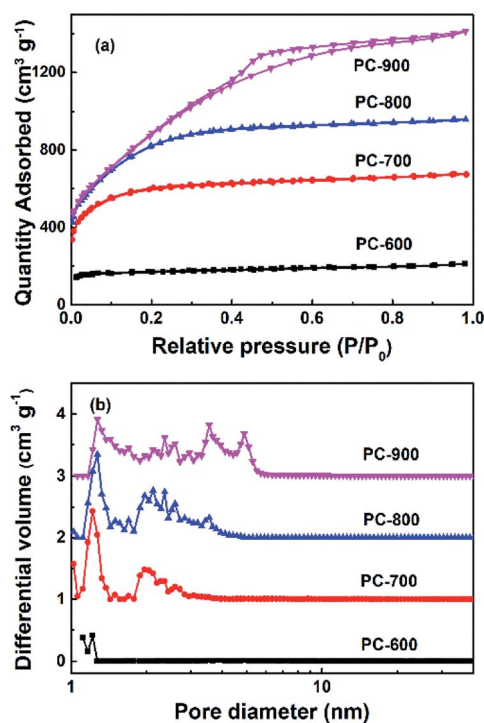 (a)
PC-900
PC-800
PC-700
PC-600
Quantity Adsorbed (cm³ g⁻¹)
1200
800
400
0
0.0 0.2 0.4 0.6 0.8 1.0
Relative pressure (P/P₀)
(b)
PC-900
PC-800
PC-700
PC-600
Differential volume (cm³ g⁻¹)
4
3
2
1
0
1 10
Pore diameter (nm)